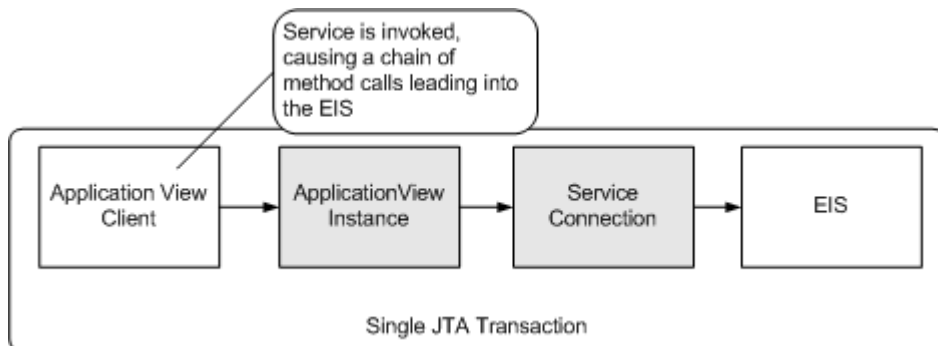 Service is invoked,
causing a chain of
method calls leading into
the EIS
Application View
Client
ApplicationView
Instance
Service
Connection
EIS
Single JTA Transaction